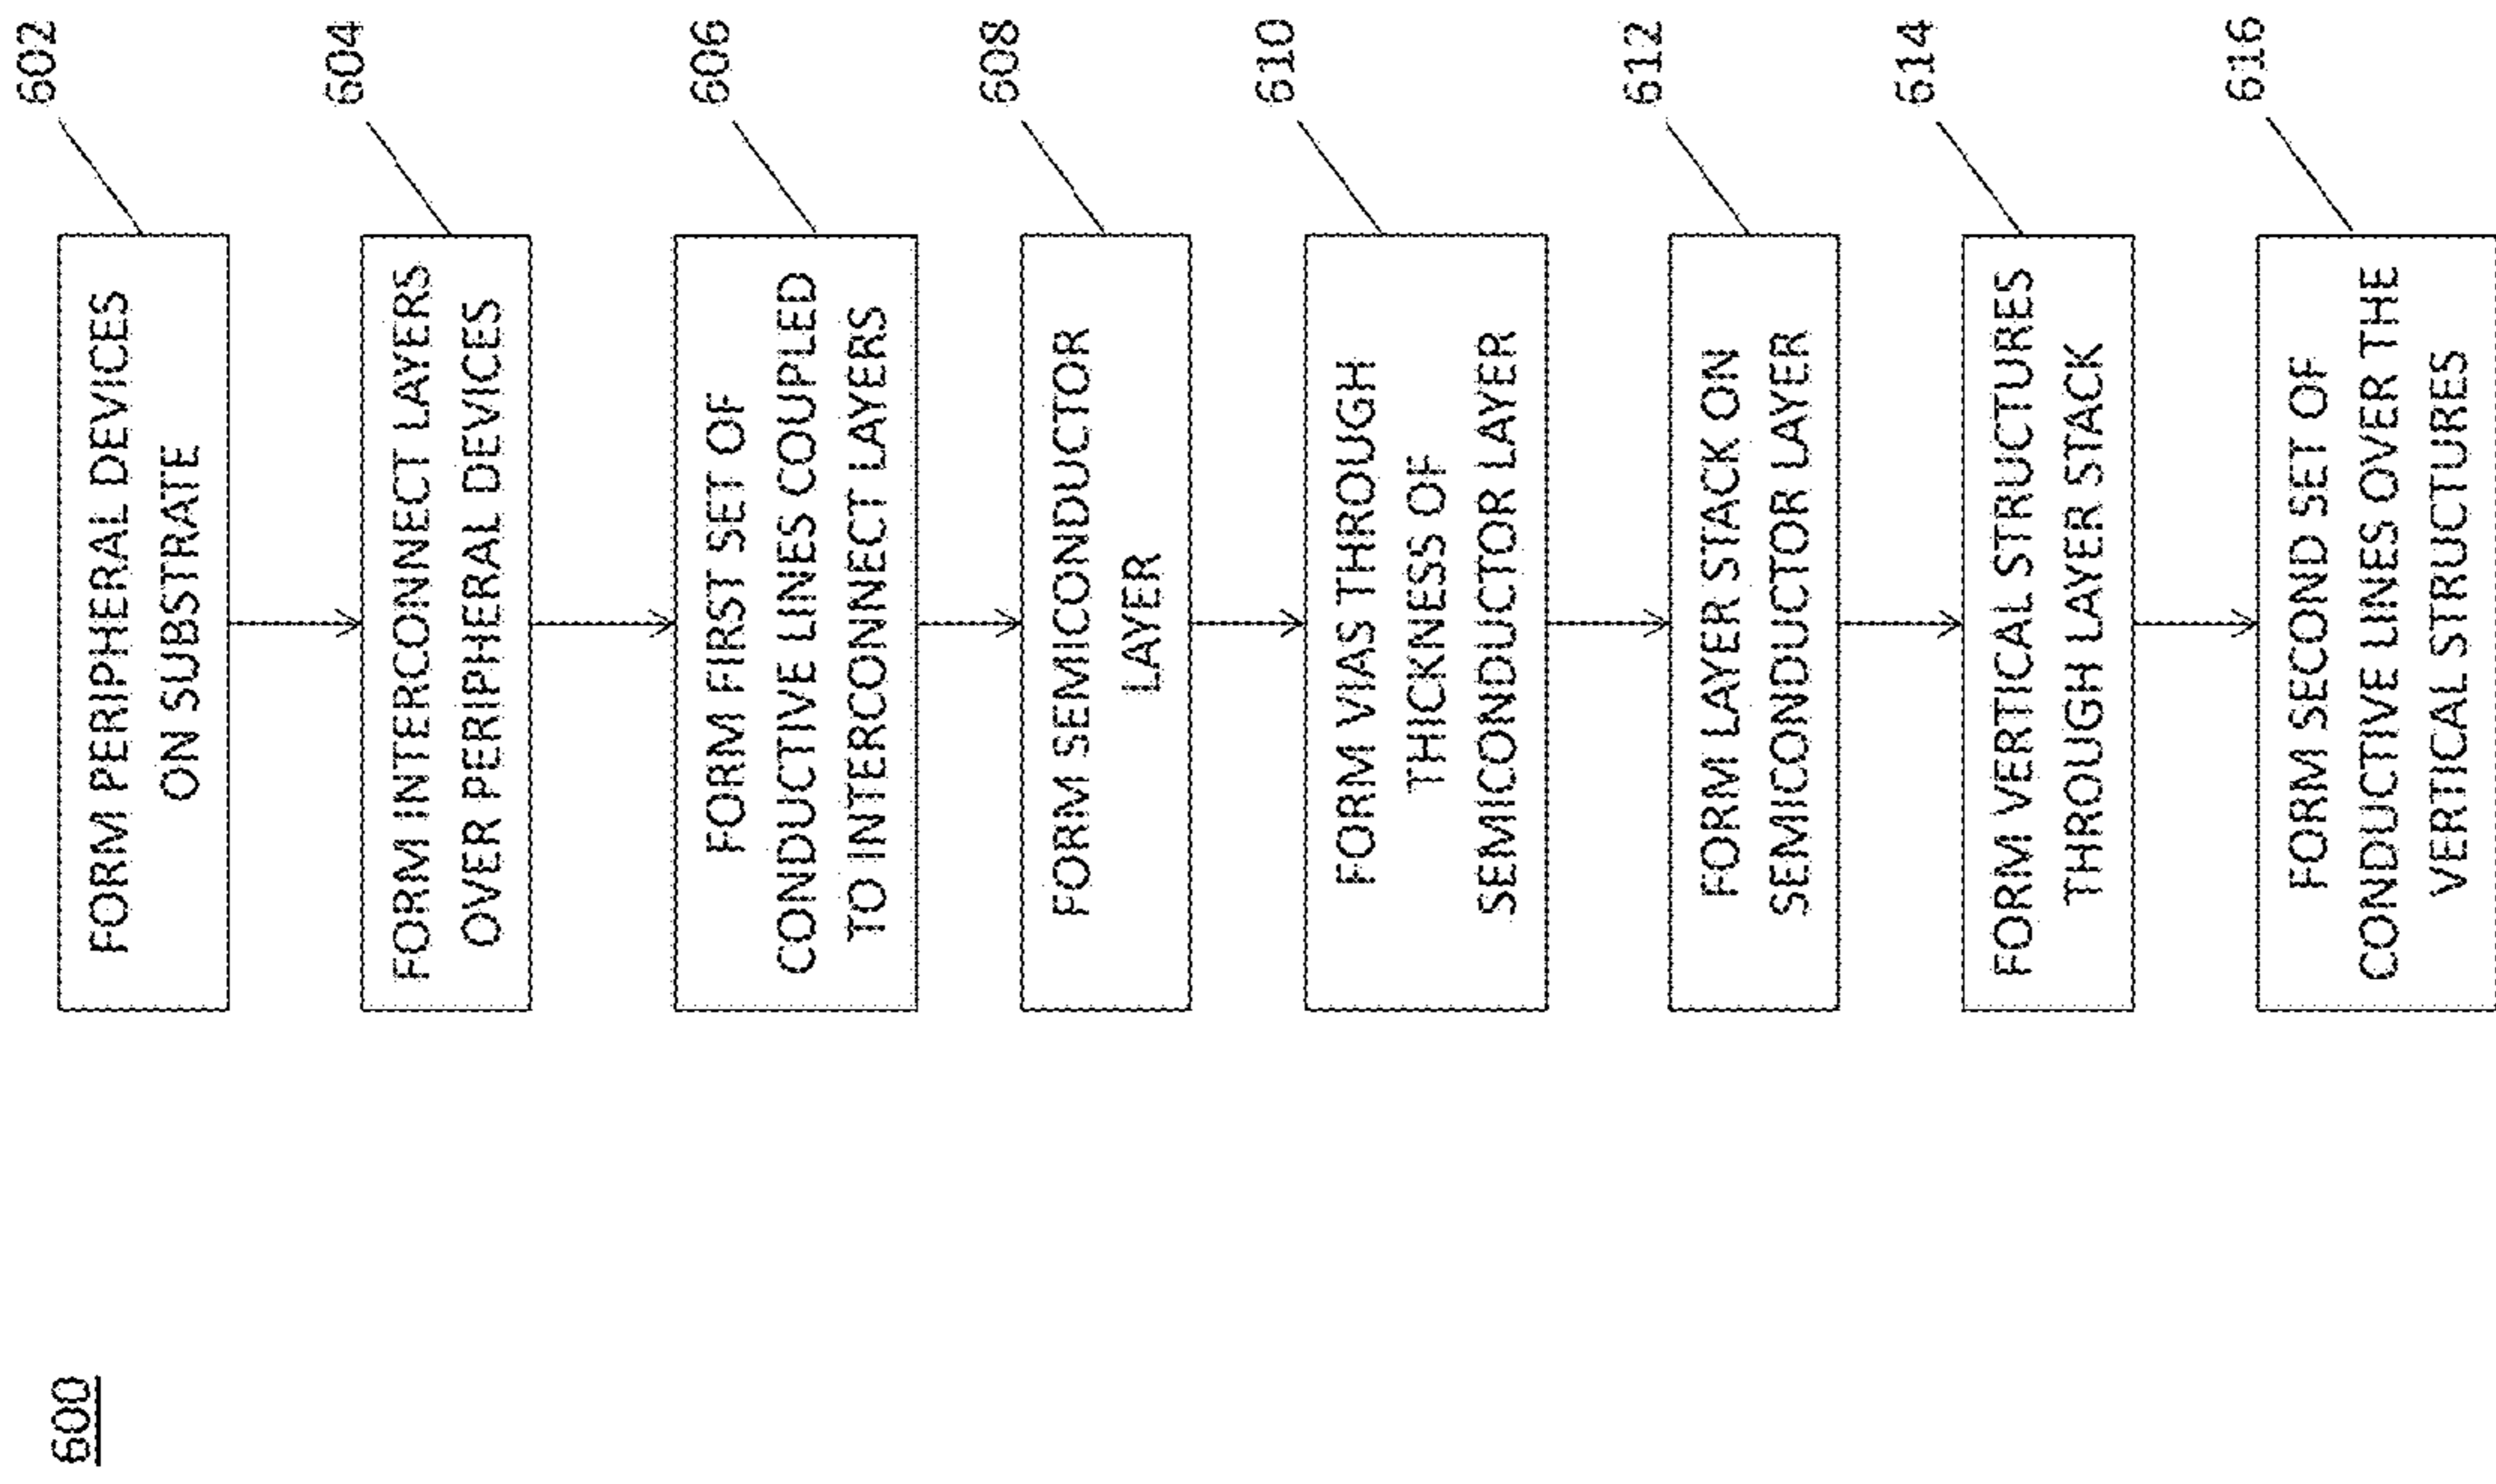 600
602
FORM PERIPHERAL DEVICES
ON SUBSTRATE
604
FORM INTERCONNECT LAYERS
OVER PERIPHERAL DEVICES
606
FORM FIRST SET OF
CONDUCTIVE LINES COUPLED
TO INTERCONNECT LAYERS
608
FORM SEMICONDUCTOR
LAYER
610
FORM VIAS THROUGH
THICKNESS OF
SEMICONDUCTOR LAYER
612
FORM LAYER STACK ON
SEMICONDUCTOR LAYER
614
FORM VERTICAL STRUCTURES
THROUGH LAYER STACK
616
FORM SECOND SET OF
CONDUCTIVE LINES OVER THE
VERTICAL STRUCTURES